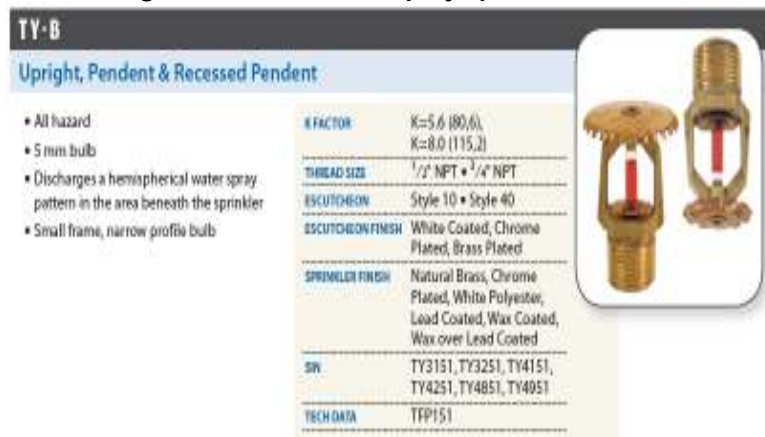 TY-B
Upright, Pendent & Recessed Pendent
• All hazard
• 5 mm bulb
• Discharges a hemispherical water spray
pattern in the area beneath the sprinkler
• Small frame, narrow profile bulb
K FACTOR K=5.6 (80,6),
K=8.0 (115,2)
THREAD SIZE 1/2" NPT • 3/4" NPT
ESCUTCHEON Style 10 • Style 40
ESCUTCHEON FINISH White Coated, Chrome
Plated, Brass Plated
SPRINKLER FINISH Natural Brass, Chrome
Plated, White Polyester,
Lead Coated, Wax Coated,
Wax over Lead Coated
SIN TY3151, TY3251, TY4151,
TY4251, TY4851, TY4951
TECH DATA TFP151